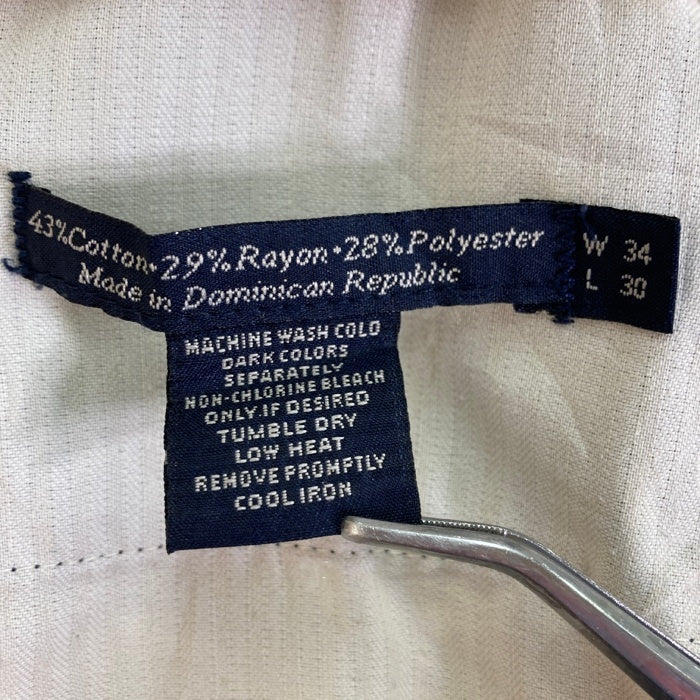 43%Cotton•29%Rayon•28%Polyester
Made in Dominican Republic
W 34
L 30
MACHINE WASH COLD
DARK COLORS
SEPARATELY
NON-CHLORINE BLEACH
ONLY.IF DESIRED
TUMBLE DRY
LOW HEAT
REMOVE PROMPTLY
COOL IRON